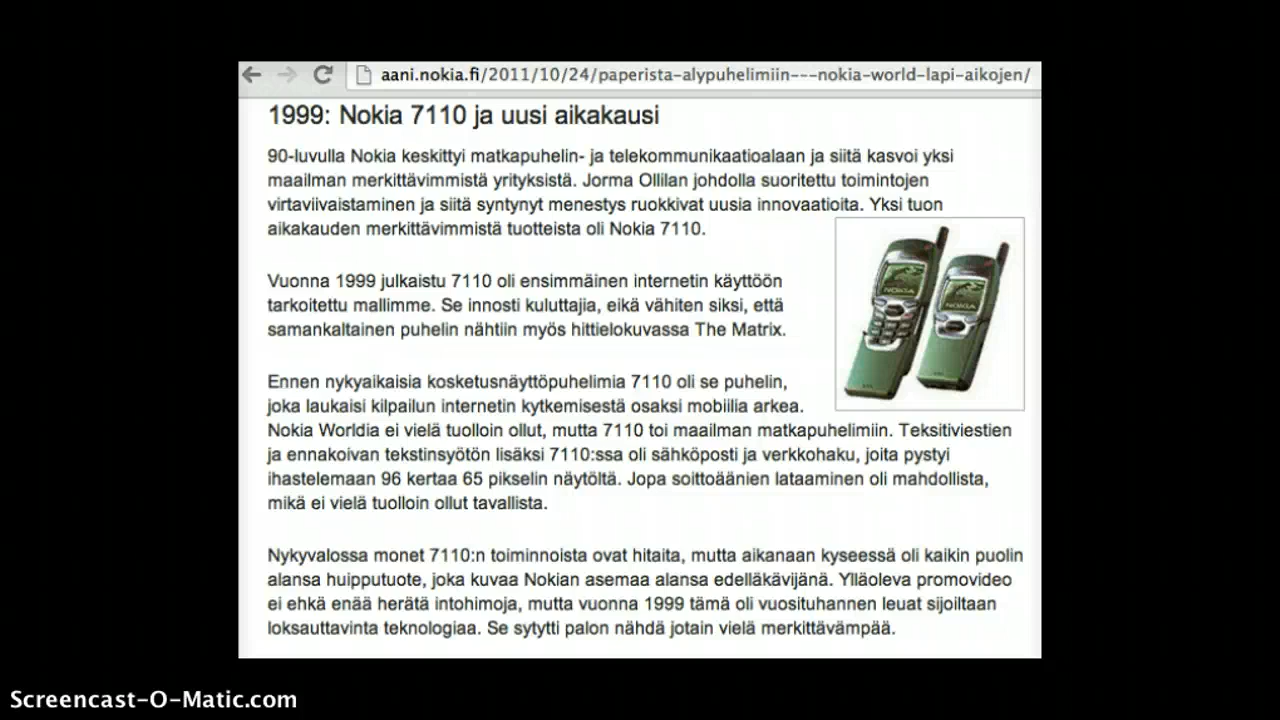 aani.nokia.fi/2011/10/24/paperista-alypuhelimiin---nokia-world-lapi-aikojen/
1999: Nokia 7110 ja uusi aikakausi
90-luvulla Nokia keskittyi matkapuhelin- ja telekommunikaatioalaan ja siitä kasvoi yksi
maailman merkittävimmistä yrityksistä. Jorma Ollilan johdolla suoritettu toimintojen
virtaviivaistaminen ja siitä syntynyt menestys ruokkivat uusia innovaatioita. Yksi tuon
aikakauden merkittävimmistä tuotteista oli Nokia 7110.
Vuonna 1999 julkaistu 7110 oli ensimmäinen internetin käyttöön
tarkoitettu mallimme. Se innosti kuluttajia, eikä vähiten siksi, että
samankaltainen puhelin nähtiin myös hittielokuvassa The Matrix.
NOKIA
NOKIA
Ennen nykyaikaisia kosketusnäyttöpuhelimia 7110 oli se puhelin,
joka laukaisi kilpailun internetin kytkemisestä osaksi mobiilia arkea.
Nokia Worldia ei vielä tuolloin ollut, mutta 7110 toi maailman matkapuhelimiin. Teksitiviestien
ja ennakoivan tekstinsyötön lisäksi 7110:ssa oli sähköposti ja verkkohaku, joita pystyi
ihastelemaan 96 kertaa 65 pikselin näytöltä. Jopa soittoäänien lataaminen oli mahdollista,
mikä ei vielä tuolloin ollut tavallista.
Nykyvalossa monet 7110:n toiminnoista ovat hitaita, mutta aikanaan kyseessä oli kaikin puolin
alansa huipputuote, joka kuvaa Nokian asemaa alansa edelläkävijänä. Ylläoleva promovideo
ei ehkä enää herätä intohimoja, mutta vuonna 1999 tämä oli vuosituhannen leuat sijoiltaan
loksauttavinta teknologiaa. Se sytytti palon nähdä jotain vielä merkittävämpää.
Screencast-O-Matic.com